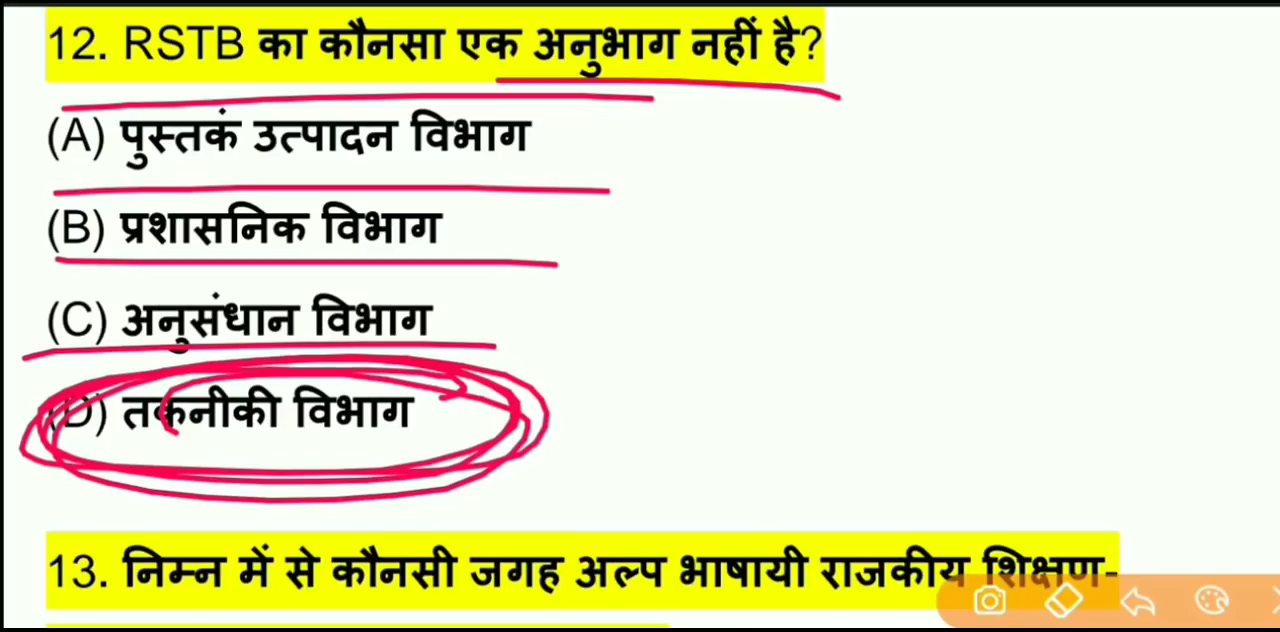 12. RSTB का कौनसा एक अनुभाग नहीं है?
(A) पुस्तकं उत्पादन विभाग
(B) प्रशासनिक विभाग
(C) अनुसंधान विभाग
(D) तकनीकी विभाग
13. निम्न में से कौनसी जगह अल्प भाषायी राजकीय शिक्षण-